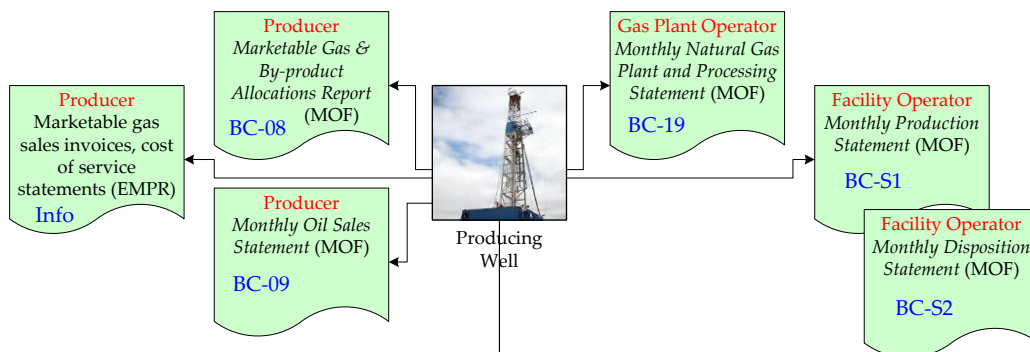 Producer
Marketable Gas &
By-product
Allocations Report
(MOF)
BC-08
Gas Plant Operator
Monthly Natural Gas
Plant and Processing
Statement (MOF)
BC-19
Producer
Marketable gas
sales invoices, cost
of service
statements (EMPR)
Info
Facility Operator
Monthly Production
Statement (MOF)
BC-S1
Producer
Monthly Oil Sales
Statement (MOF)
BC-09
Producing
Well
Facility Operator
Monthly Disposition
Statement (MOF)
BC-S2